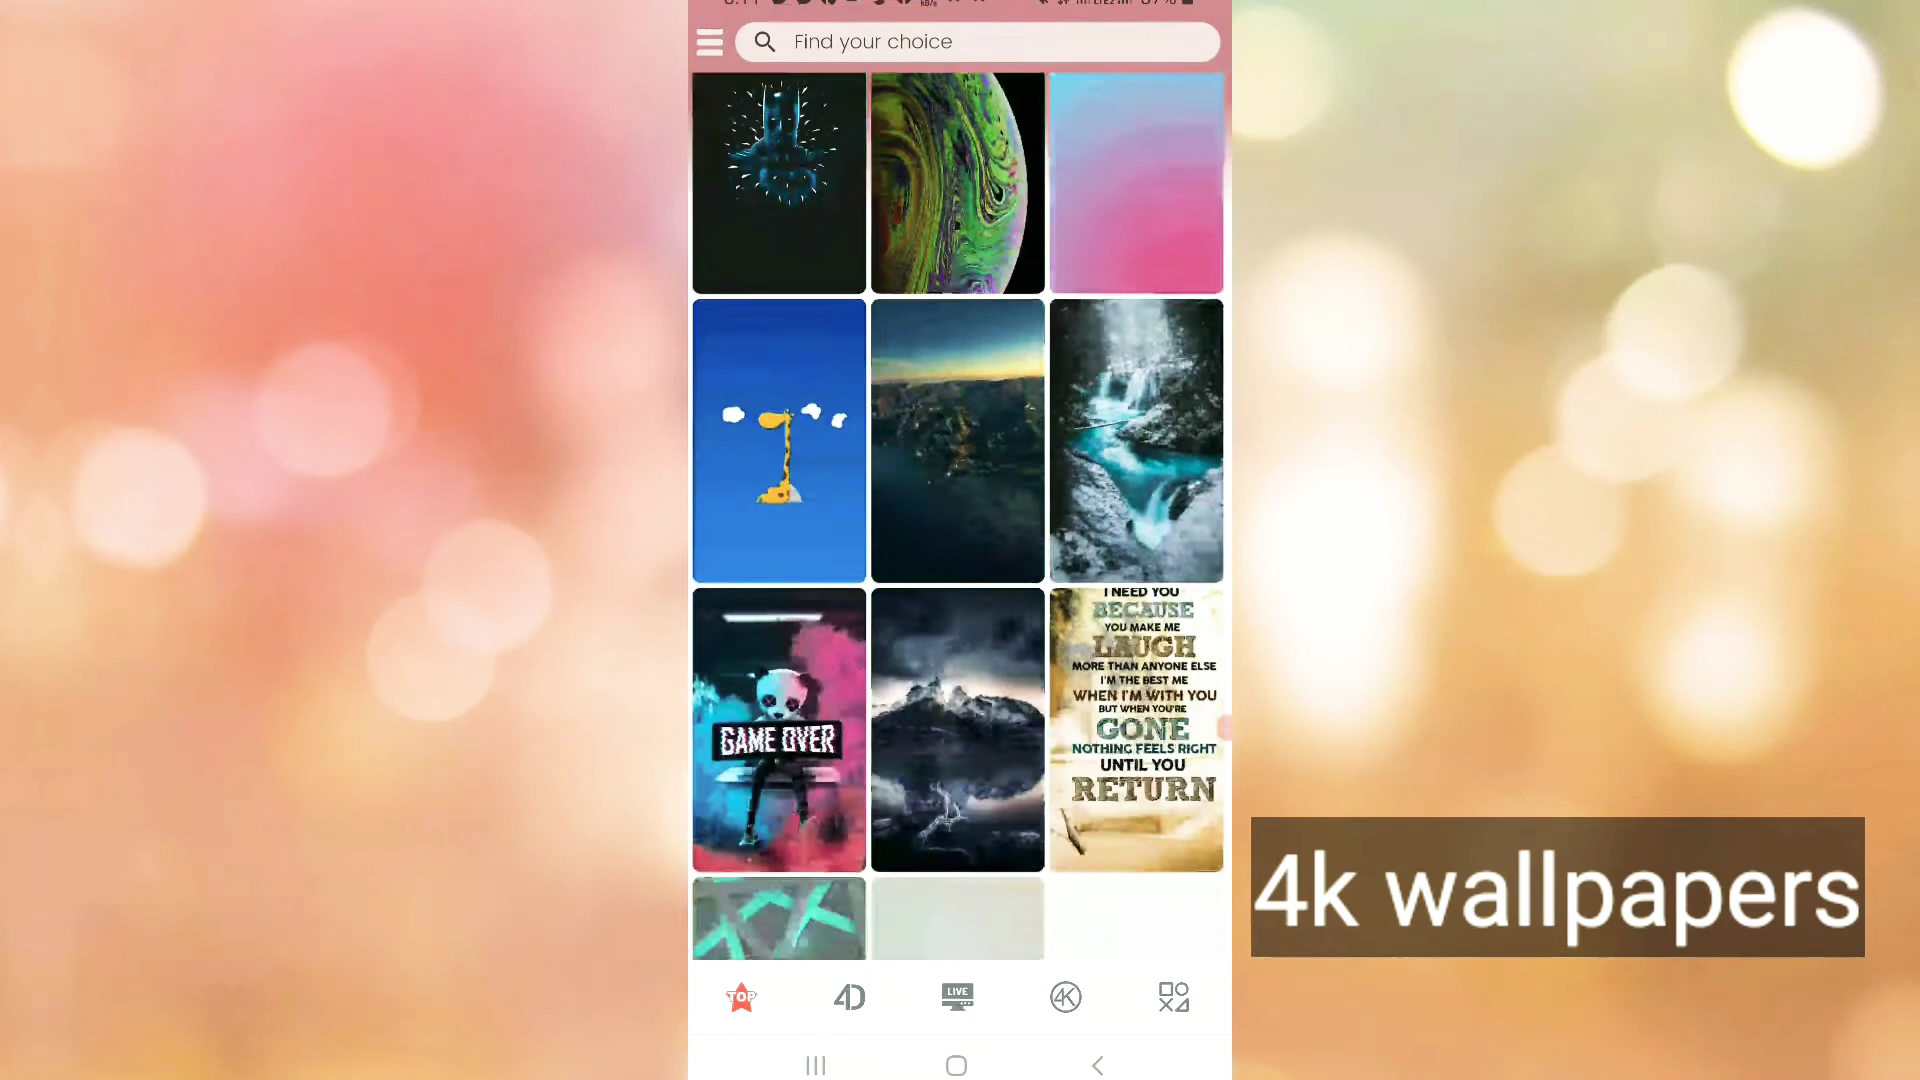 Find your choice
GAME OVER
I NEED YOU
BECAUSE
YOU MAKE ME
LAUGH
MORE THAN ANYONE ELSE
I'M THE BEST ME
WHEN I'M WITH YOU
BUT WHEN YOU'RE
GONE
NOTHING FEELS RIGHT
UNTIL YOU
RETURN
4k wallpapers
TOP
4D
LIVE
4K